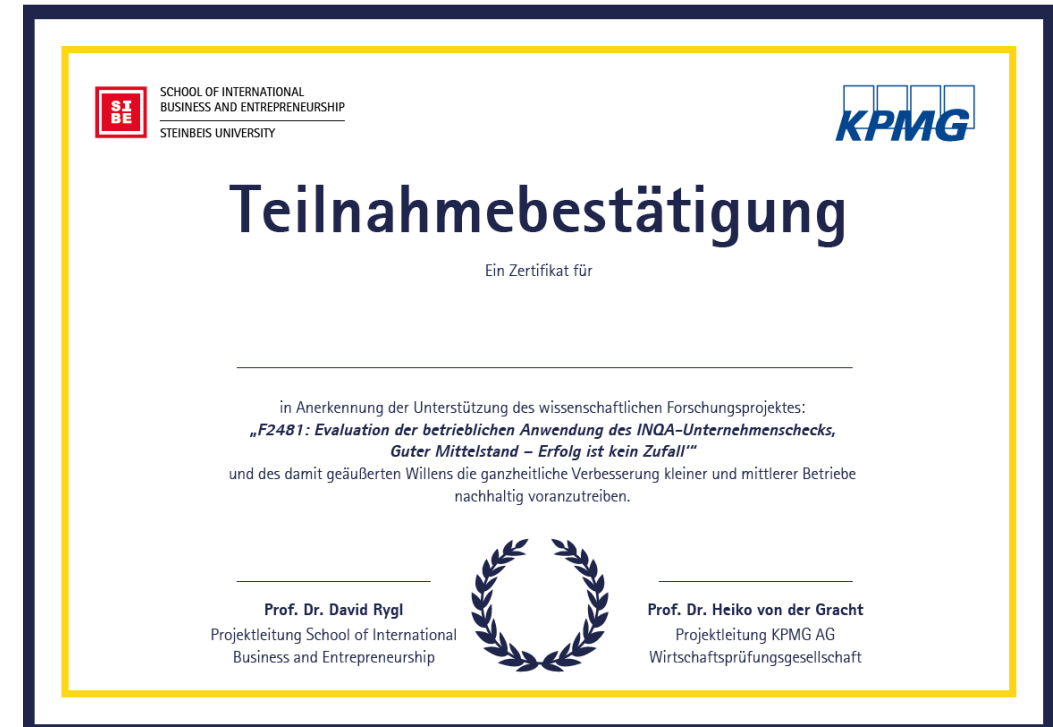 SI
BE
SCHOOL OF INTERNATIONAL
BUSINESS AND ENTREPRENEURSHIP
STEINBEIS UNIVERSITY
KPMG
Teilnahmebestätigung
Ein Zertifikat für
in Anerkennung der Unterstützung des wissenschaftlichen Forschungsprojektes:
„F2481: Evaluation der betrieblichen Anwendung des INQA-Unternehmenschecks,
Guter Mittelstand – Erfolg ist kein Zufall'“
und des damit geäußerten Willens die ganzheitliche Verbesserung kleiner und mittlerer Betriebe
nachhaltig voranzutreiben.
Prof. Dr. David Rygl
Projektleitung School of International
Business and Entrepreneurship
Prof. Dr. Heiko von der Gracht
Projektleitung KPMG AG
Wirtschaftsprüfungsgesellschaft